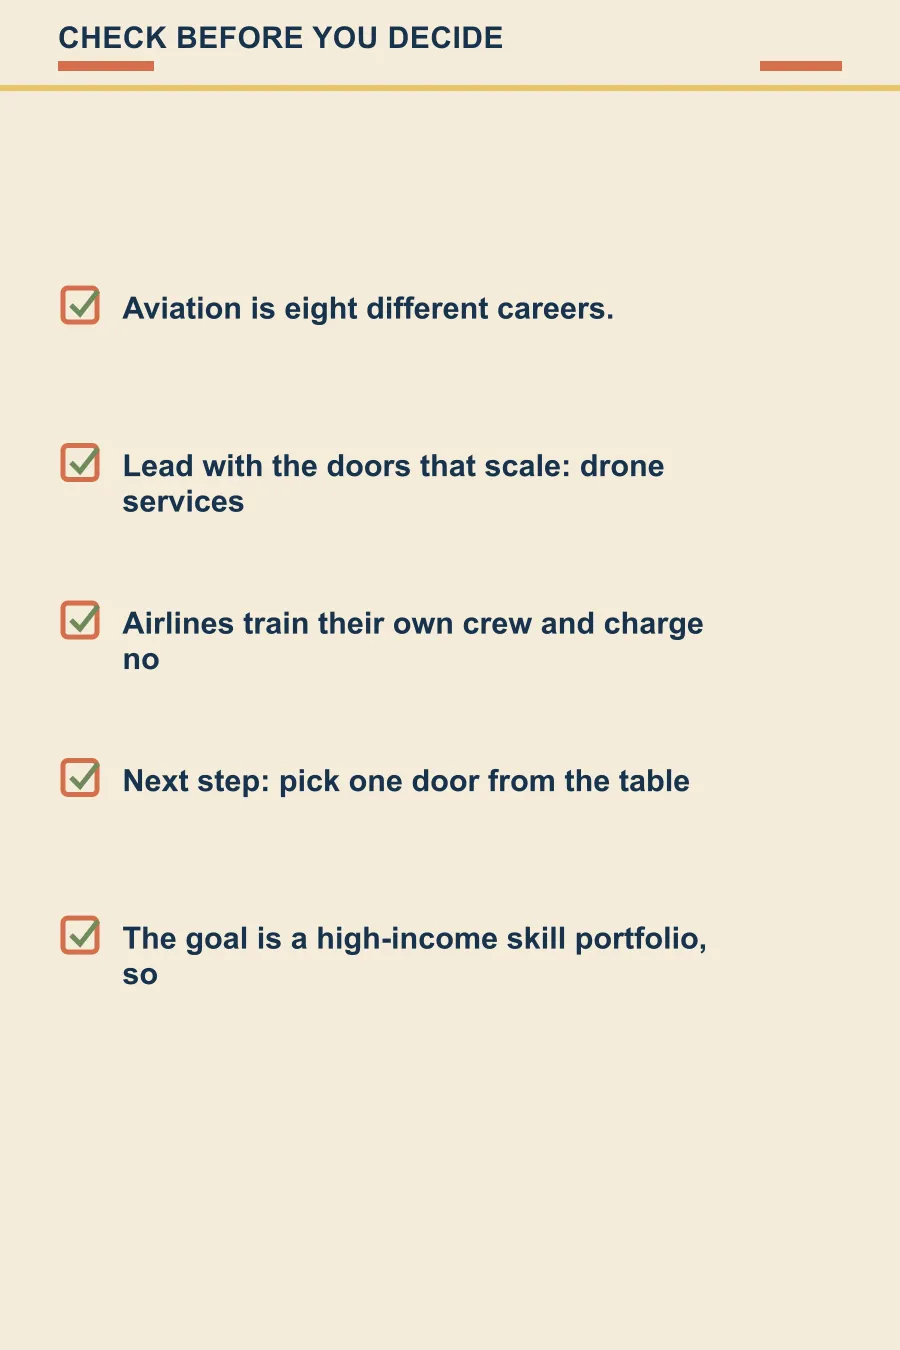 CHECK BEFORE YOU DECIDE
Aviation is eight different careers.
Lead with the doors that scale: drone
services
Airlines train their own crew and charge
no
Next step: pick one door from the table
The goal is a high-income skill portfolio,
so